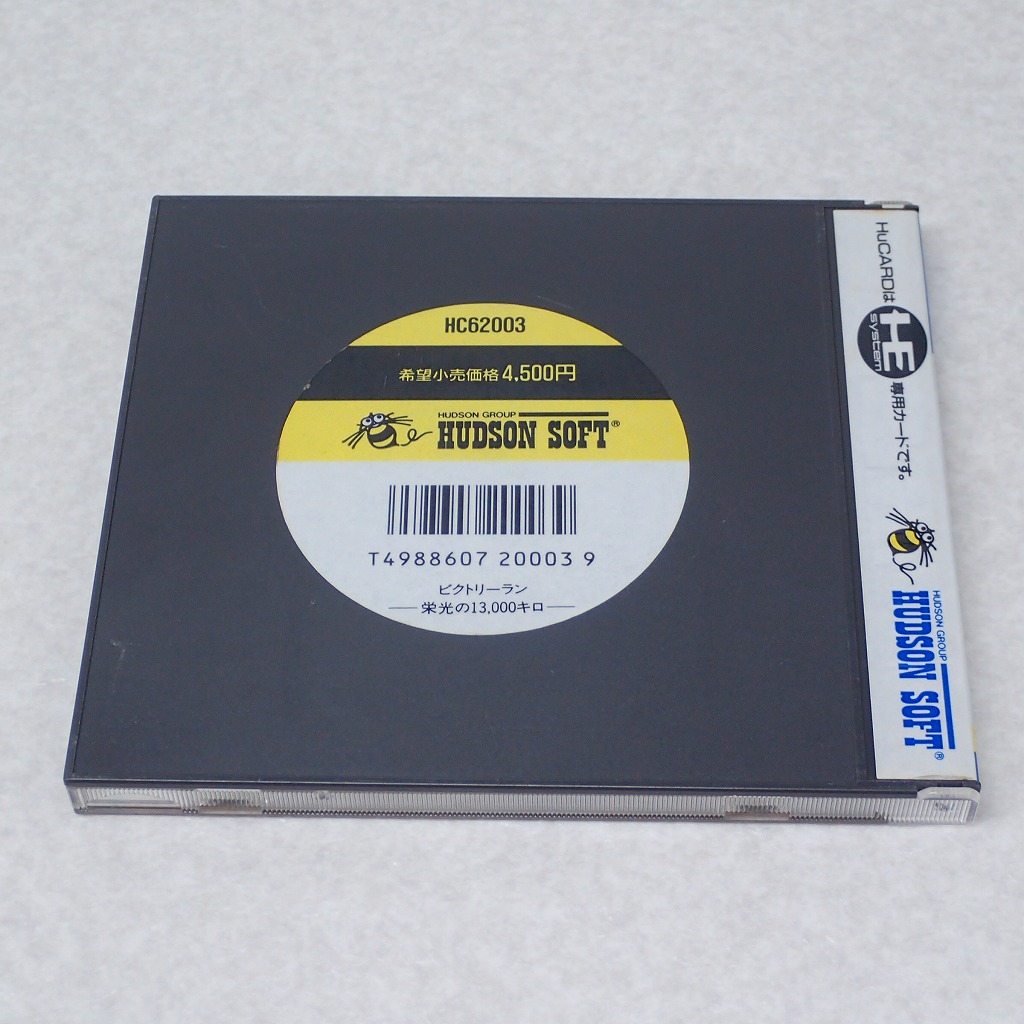 HC62003
希望小売価格 4,500円
HUDSON GROUP
HUDSON SOFT®
T4988607 20003 9
ビクトリーラン
栄光の13,000キロ
HuCARDは HE system 専用カードです。
HUDSON GROUP
HUDSON SOFT®